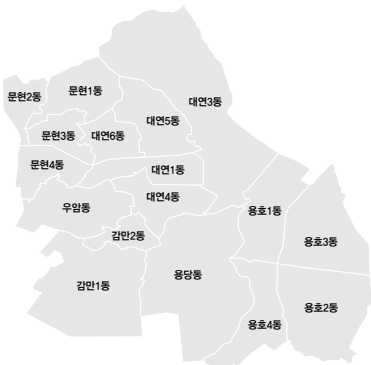 문현2동
문현1동
대연3동
대연5동
문현3동
대연6동
문현4동
대연1동
대연4동
우암동
용호1동
감만2동
용호3동
용당동
감만1동
용호2동
용호4동